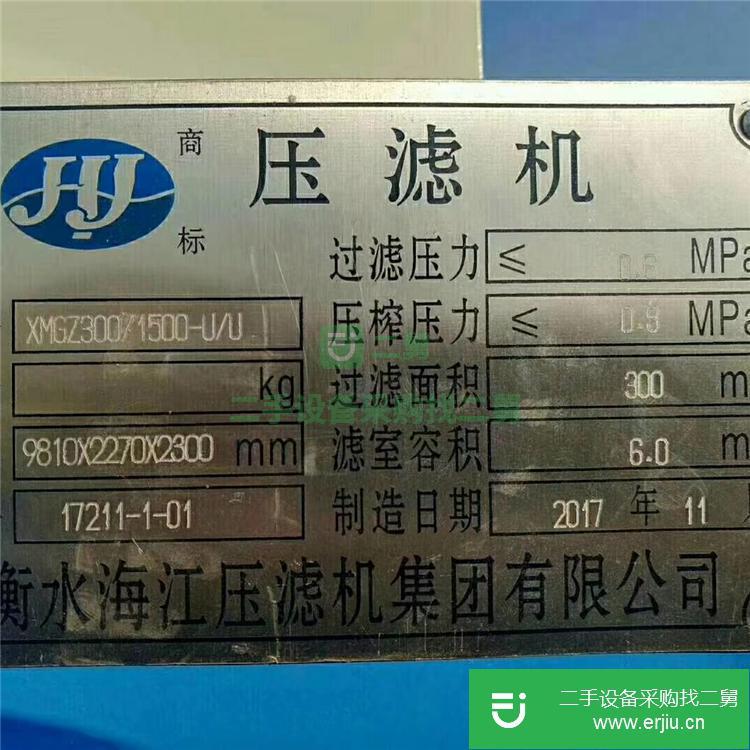 HJ
商标
压滤机
过滤压力 ≤ 0.6 MPa
XMGZ300/1500-U/U 压榨压力 ≤ 0.8 MPa
kg 过滤面积 300 m
9810X2270X2300 mm 滤室容积 6.0 m
17211-1-01 制造日期 2017 年 11
衡水海江压滤机集团有限公司
二舅
二手设备采购找二舅
二手设备采购找二舅
www.erjiu.cn